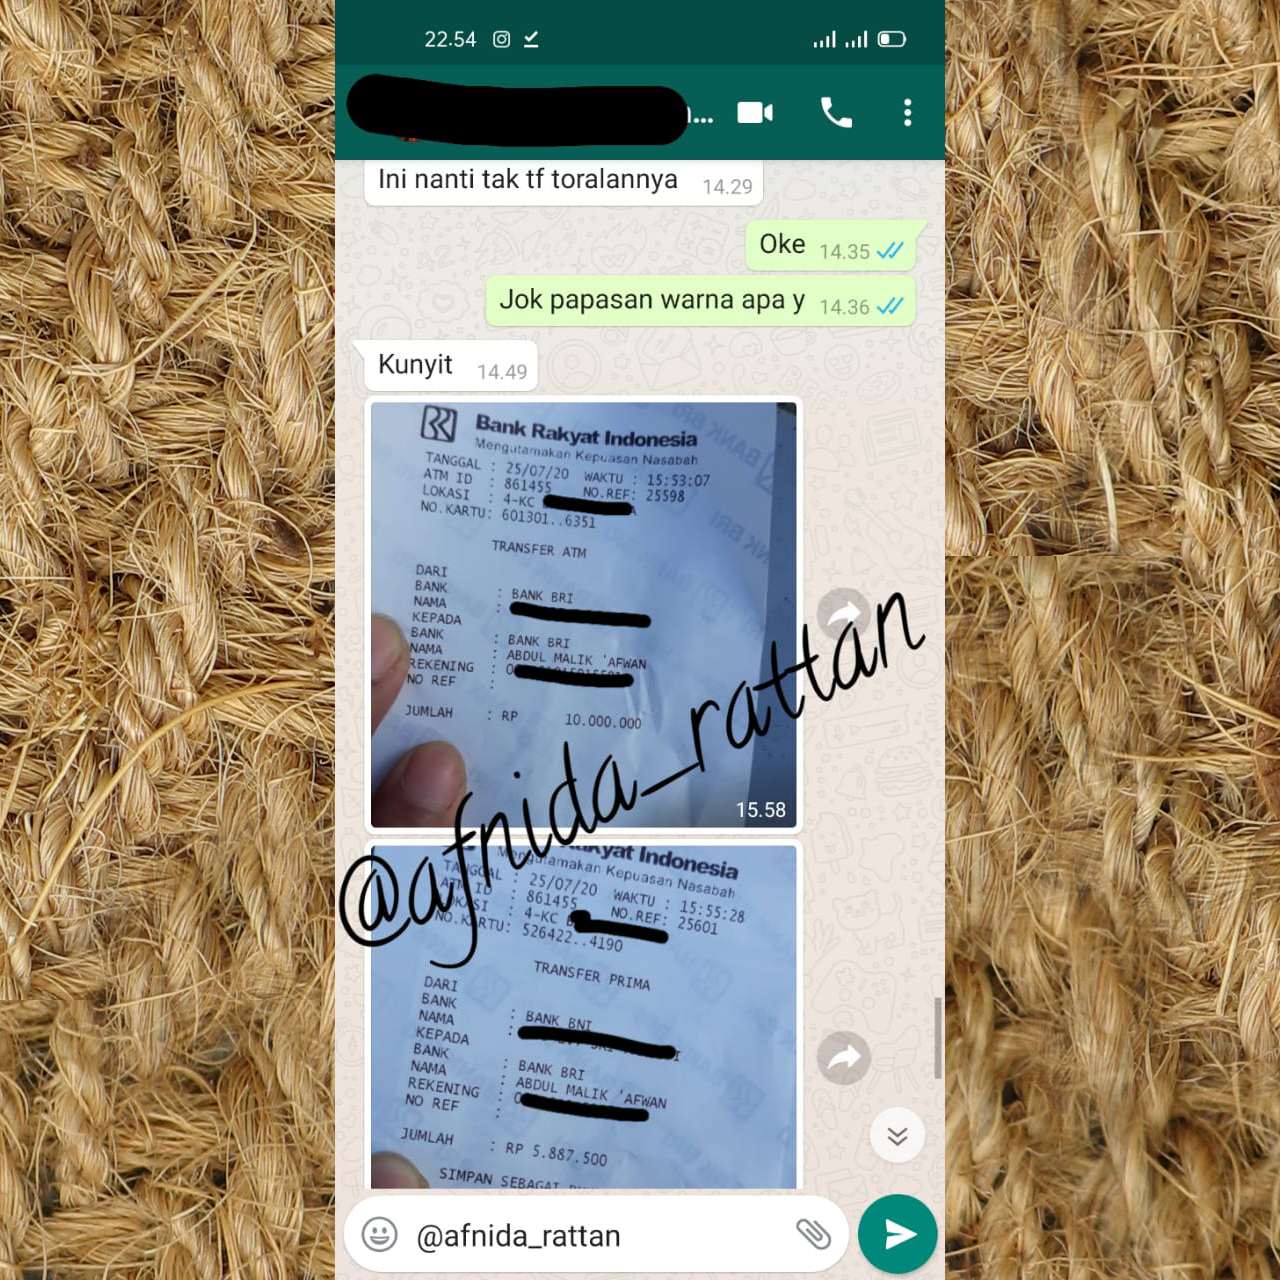 22.54
...
Ini nanti tak tf toralannya 14.29
Oke 14.35
Jok papasan warna apa y 14.36
Kunyit 14.49
Bank Rakyat Indonesia
Mengutamakan Kepuasan Nasabah
TANGGAL : 25/07/20 WAKTU : 15:53:07
ATM ID : 861455 NO.REF: 25598
LOKASI : 4-KC
NO.KARTU: 601301..6351
TRANSFER ATM
DARI
BANK : BANK BRI
NAMA :
KEPADA
BANK : BANK BRI
NAMA : ABDUL MALIK 'AFWAN
REKENING :
NO REF :
JUMLAH : RP 10.000.000
15.58
@afnida_rattan
Indonesia
Mengutamakan Kepuasan Nasabah
TANGGAL : 25/07/20 WAKTU : 15:55:28
ATM ID : 861455 NO.REF: 25601
LOKASI : 4-KC
NO.KARTU: 526422..4190
TRANSFER PRIMA
DARI
BANK : BANK BNI
NAMA :
KEPADA
BANK : BANK BRI
NAMA : ABDUL MALIK 'AFWAN
REKENING :
NO REF :
JUMLAH : RP 5.887.500
SIMPAN SEBAGAI
@afnida_rattan